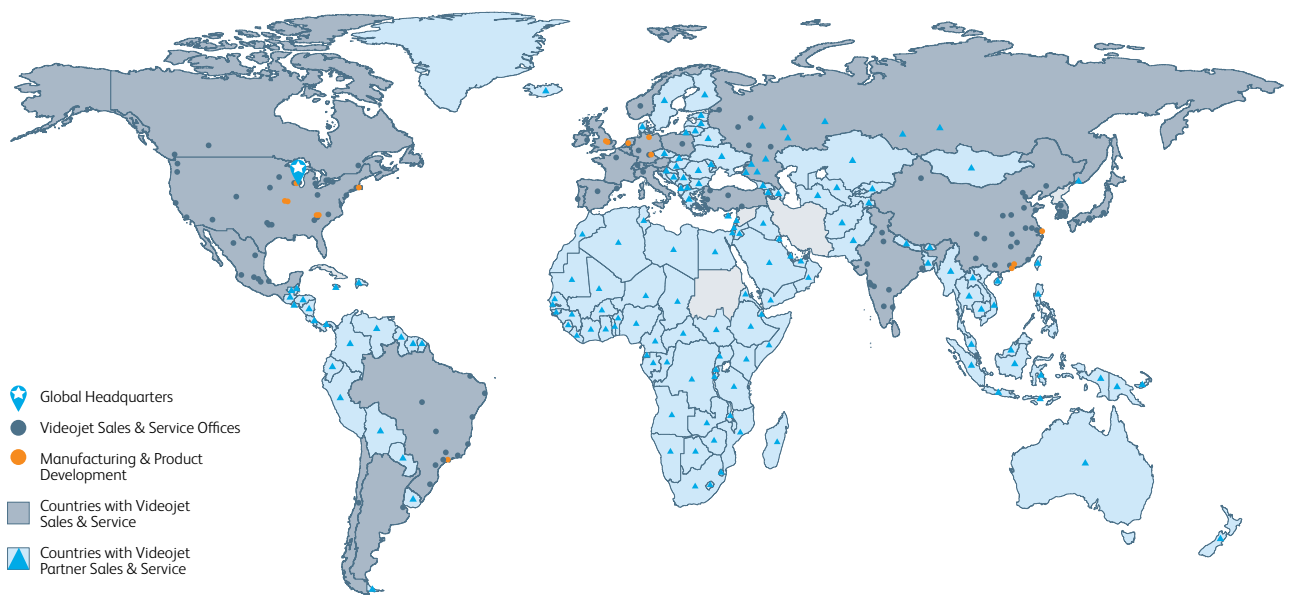 Global Headquarters
Videojet Sales & Service Offices
Manufacturing & Product
Development
Countries with Videojet
Sales & Service
Countries with Videojet
Partner Sales & Service